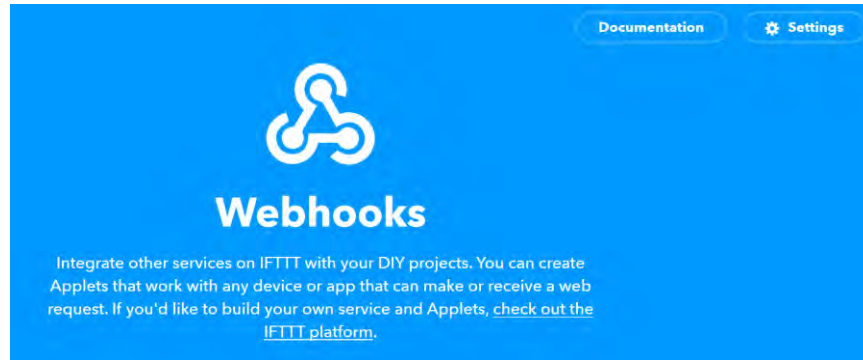 Documentation
Settings
Webhooks
Integrate other services on IFTTT with your DIY projects. You can create
Applets that work with any device or app that can make or receive a web
request. If you'd like to build your own service and Applets, check out the
IFTTT platform.